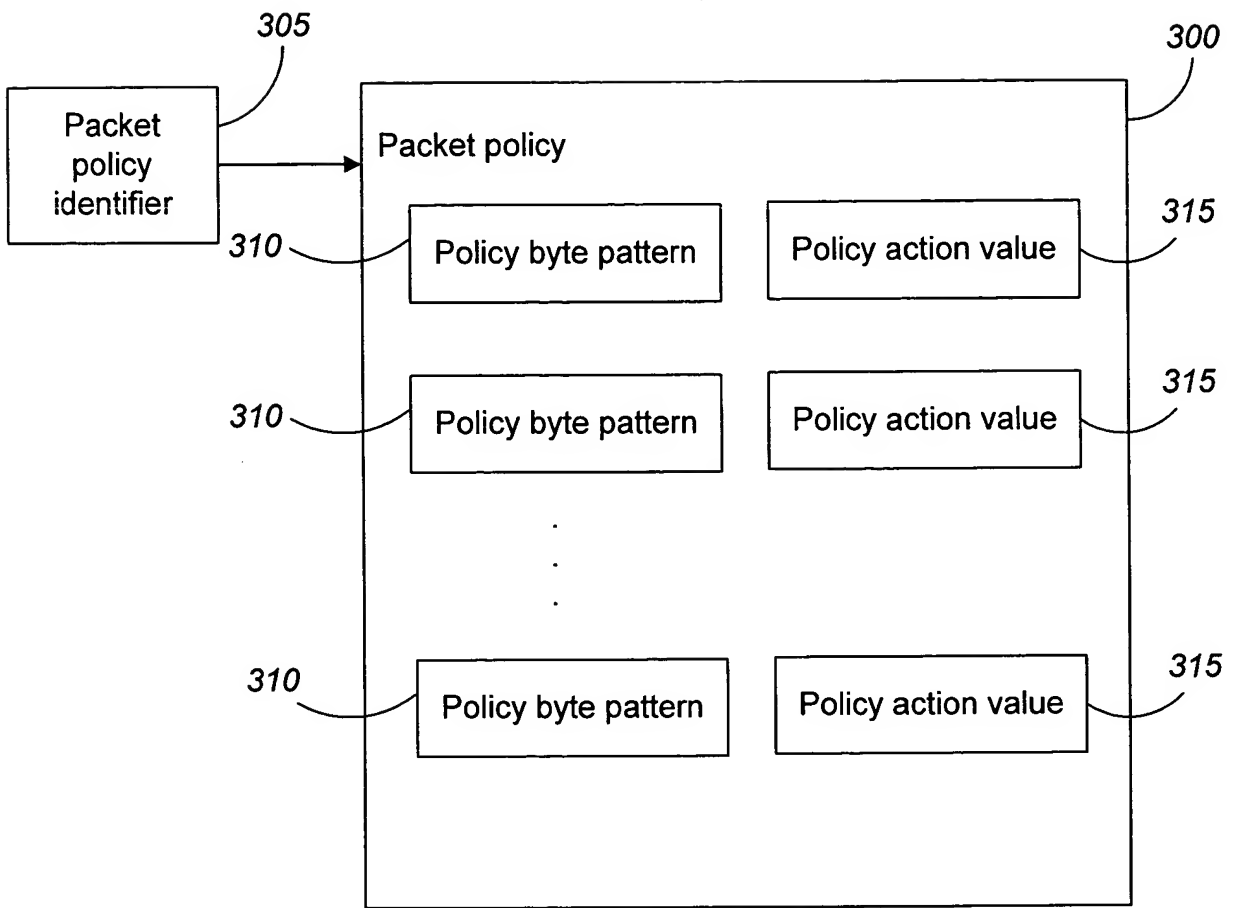 305
300
Packet
policy
identifier
Packet policy
310
Policy byte pattern
Policy action value
315
310
Policy byte pattern
Policy action value
315
.
.
.
310
Policy byte pattern
Policy action value
315